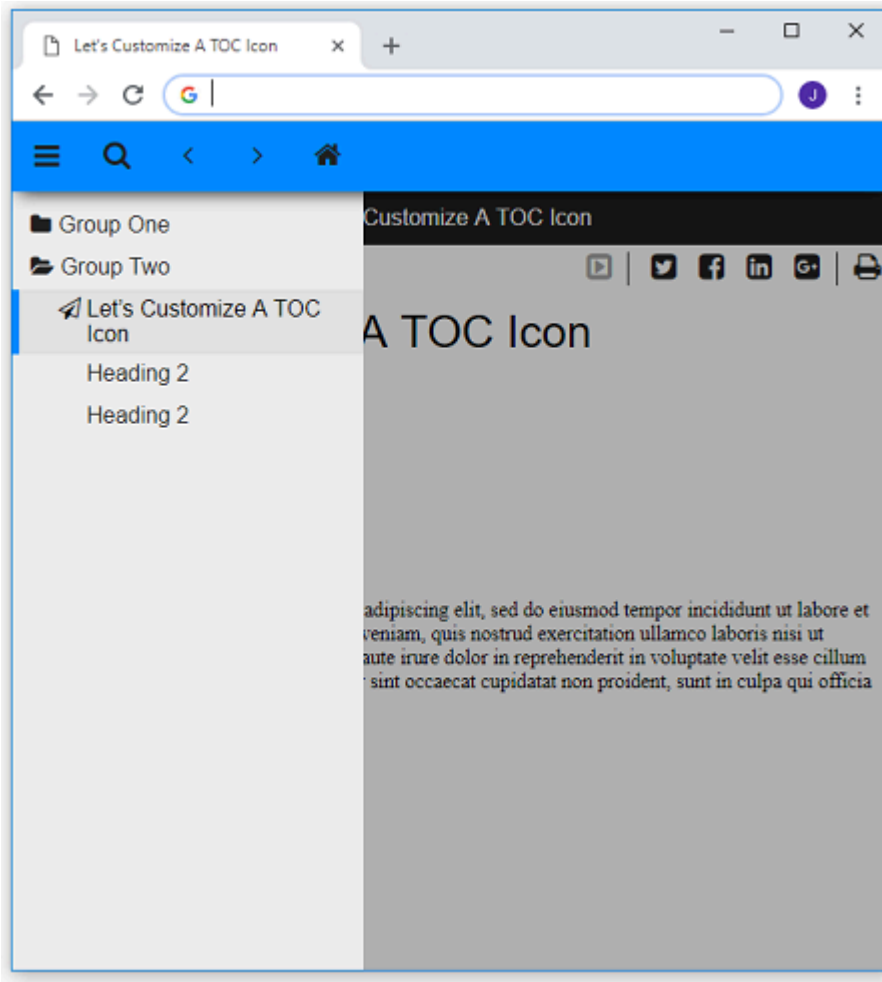 Let's Customize A TOC Icon
J
Group One
Customize A TOC Icon
Group Two
Let's Customize A TOC
Icon
A TOC Icon
Heading 2
Heading 2
adipiscing elit, sed do eiusmod tempor incididunt ut labore et
veniam, quis nostrud exercitation ullamco laboris nisi ut
aute irure dolor in reprehenderit in voluptate velit esse cillum
sint occaecat cupidatat non proident, sunt in culpa qui officia